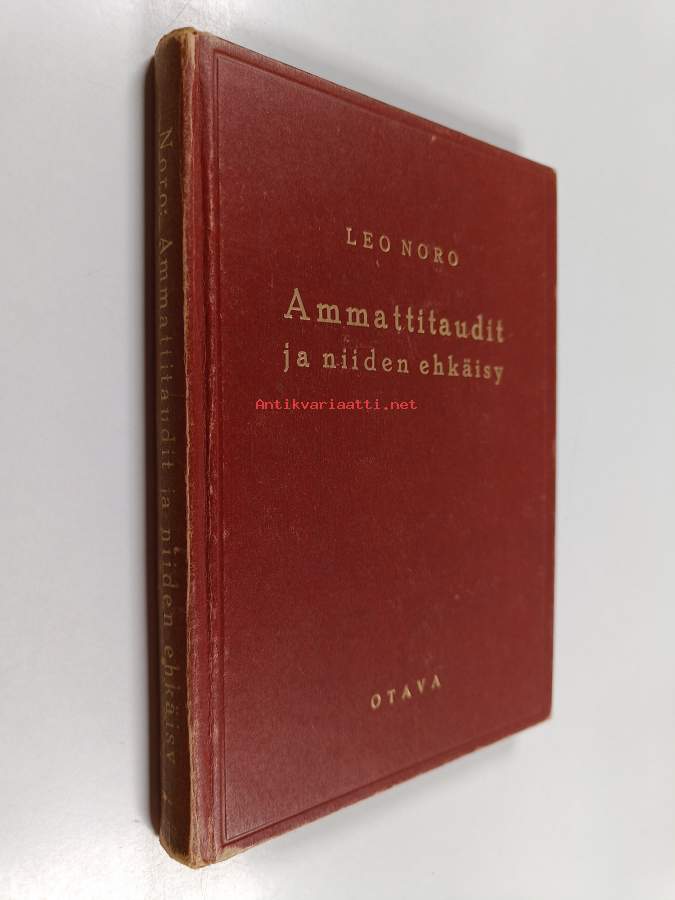 LEO NORO
Ammattitaudit
ja niiden ehkäisy
Antikvariaatti.net
OTAVA
Noro: Ammattitaudit ja niiden ehkäisy